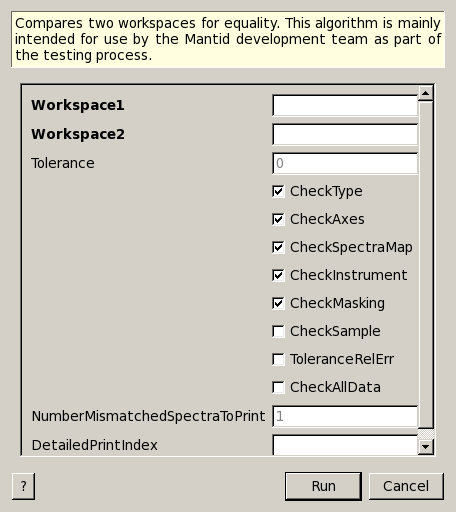 Compares two workspaces for equality. This algorithm is mainly
intended for use by the Mantid development team as part of
the testing process.
Workspace1
Workspace2
Tolerance 0
CheckType
CheckAxes
CheckSpectraMap
CheckInstrument
CheckMasking
CheckSample
ToleranceRelErr
CheckAllData
NumberMismatchedSpectraToPrint 1
DetailedPrintIndex
? Run Cancel